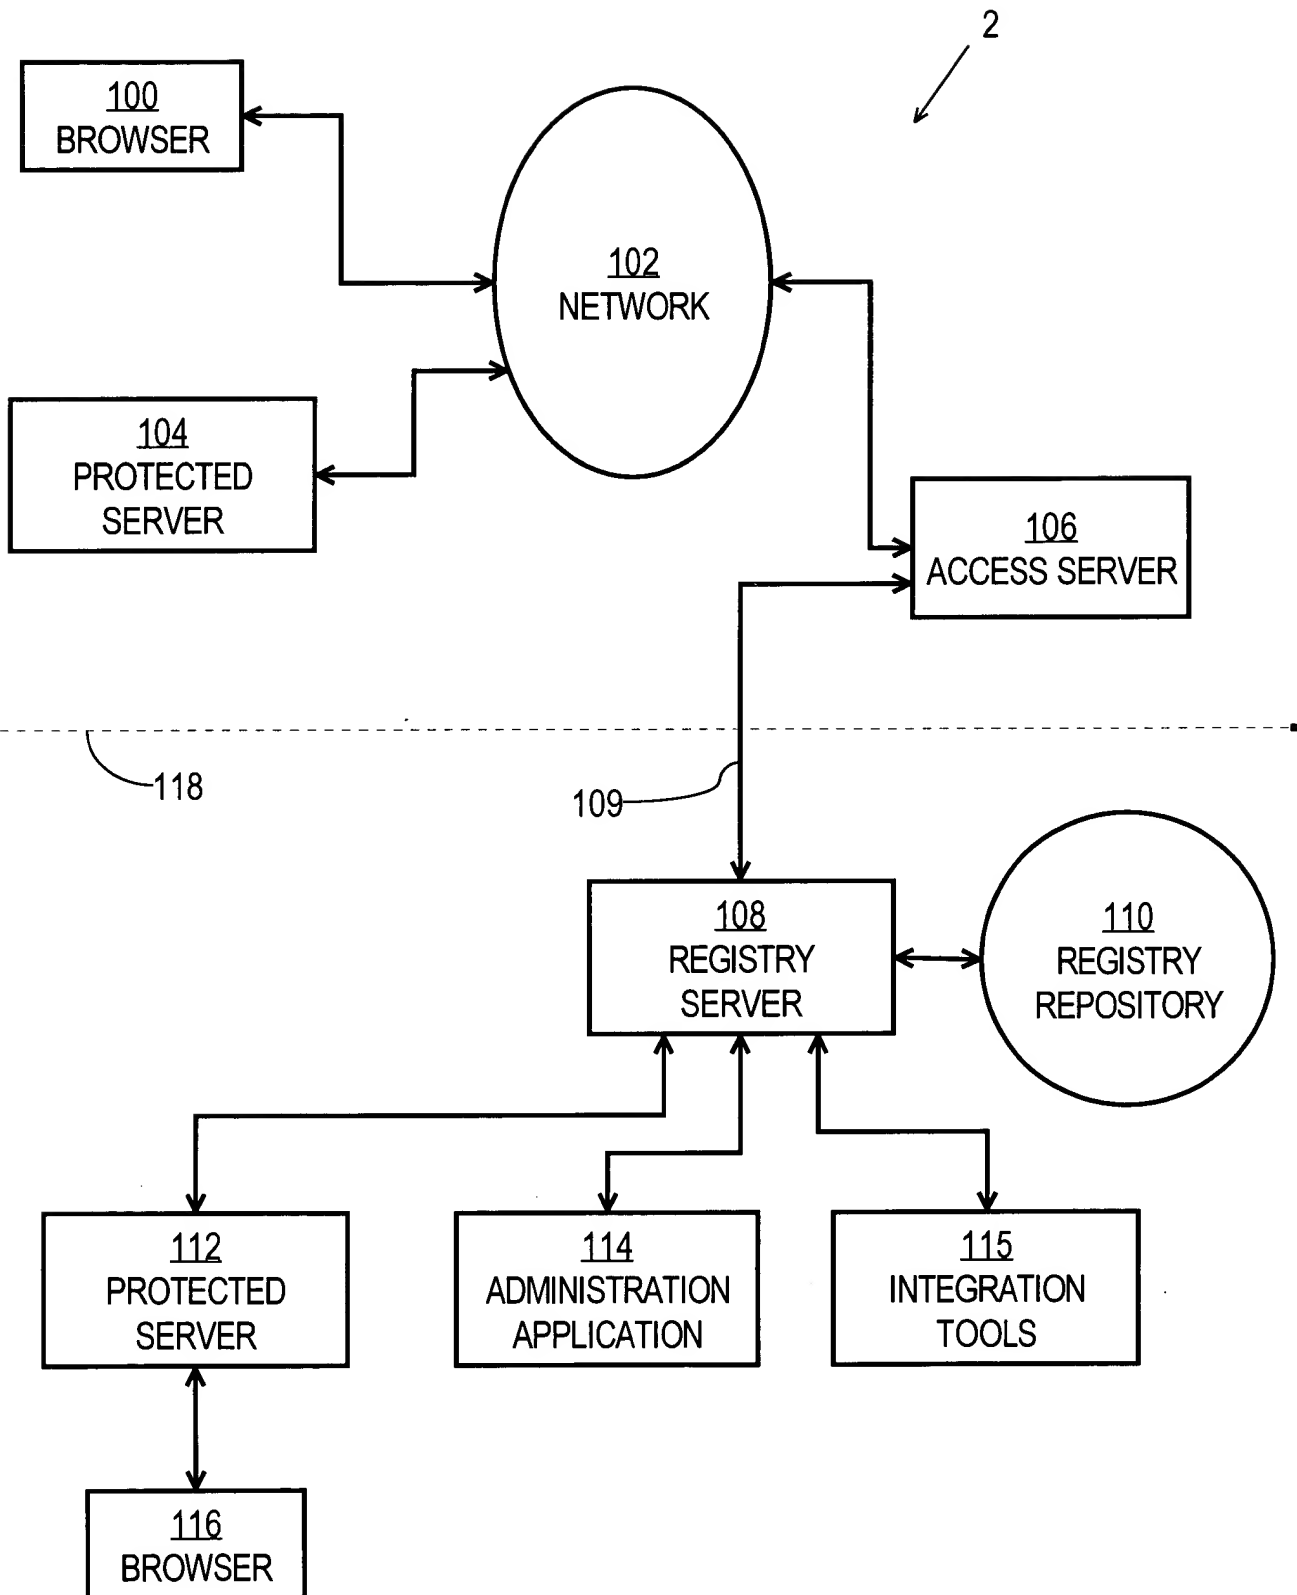 2
100
BROWSER
102
NETWORK
104
PROTECTED
SERVER
106
ACCESS SERVER
118
109
108
REGISTRY
SERVER
110
REGISTRY
REPOSITORY
112
PROTECTED
SERVER
114
ADMINISTRATION
APPLICATION
115
INTEGRATION
TOOLS
116
BROWSER